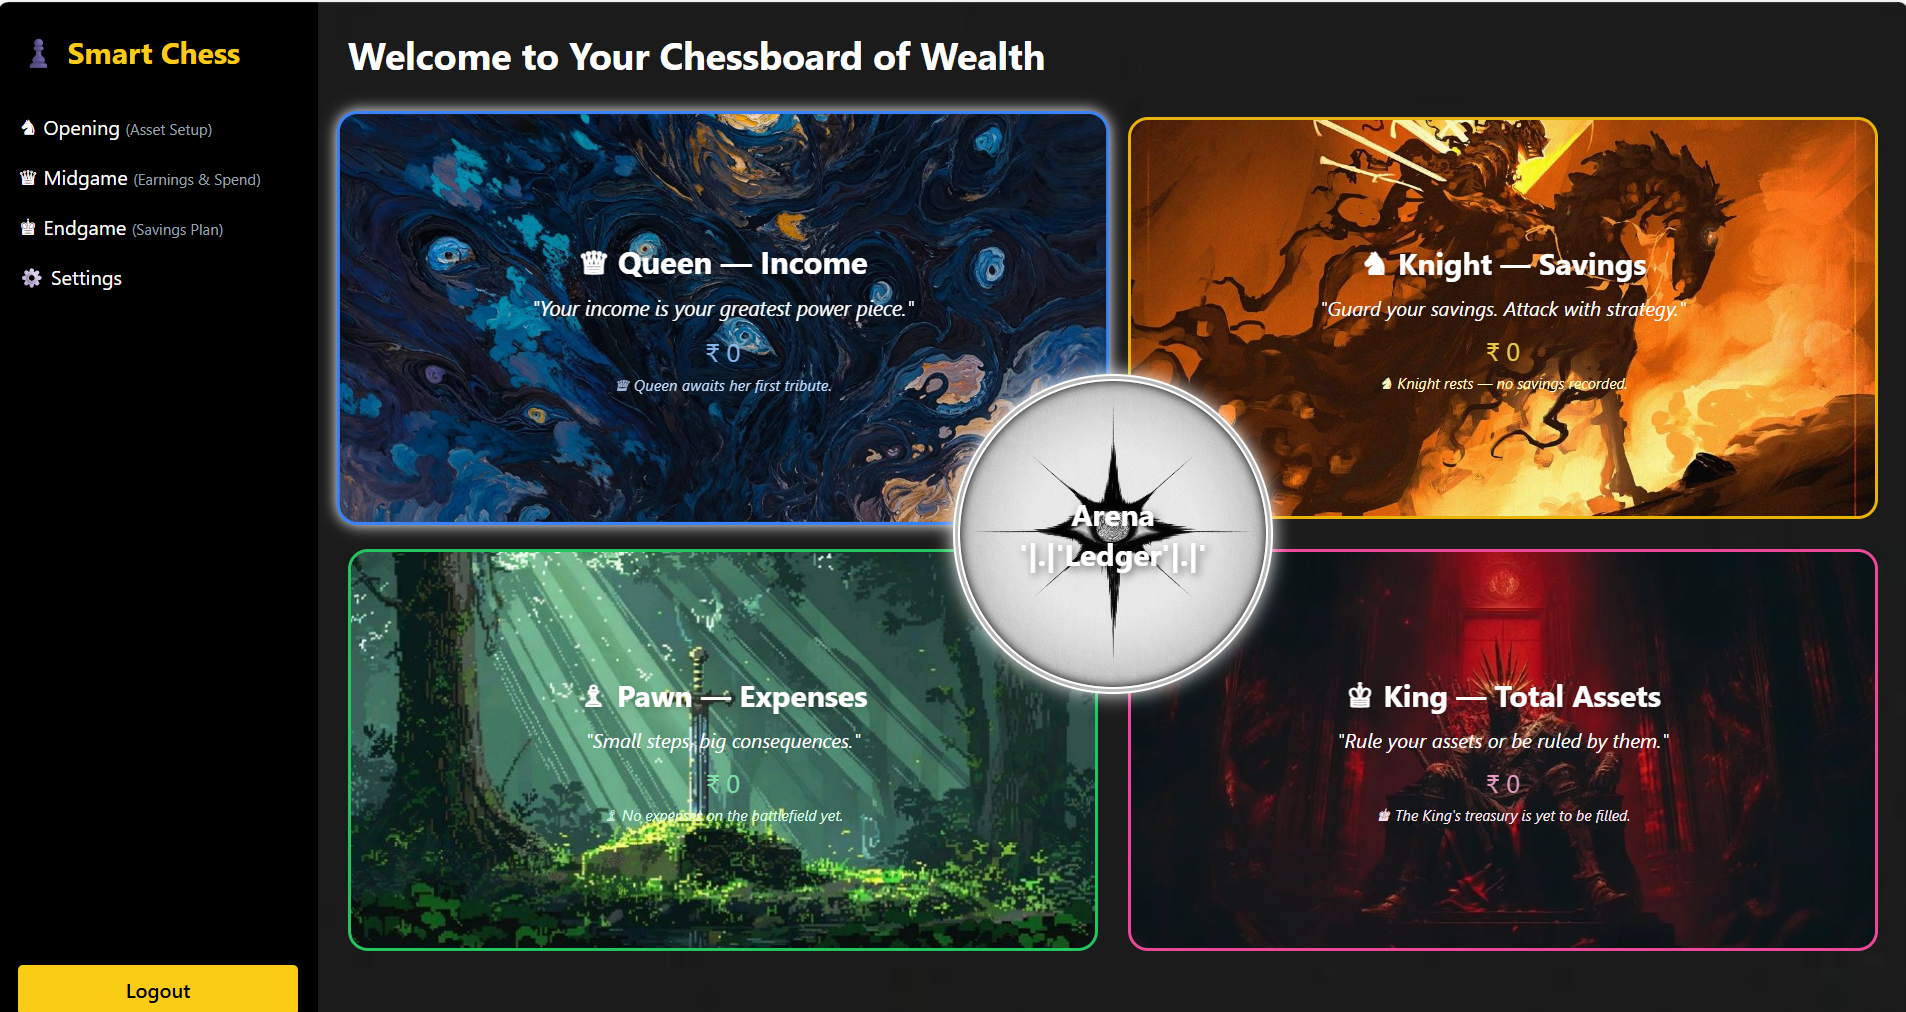 Smart Chess
♞ Opening (Asset Setup)
♛ Midgame (Earnings & Spend)
♚ Endgame (Savings Plan)
⚙ Settings
Logout
Welcome to Your Chessboard of Wealth
♛ Queen — Income
"Your income is your greatest power piece."
₹ 0
♛ Queen awaits her first tribute.
♞ Knight — Savings
"Guard your savings. Attack with strategy."
₹ 0
♞ Knight rests — no savings recorded.
Arena
'|.|'Ledger'|.|'
♙ Pawn — Expenses
"Small steps, big consequences."
₹ 0
♙ No expenses on the battlefield yet.
♚ King — Total Assets
"Rule your assets or be ruled by them."
₹ 0
♚ The King's treasury is yet to be filled.